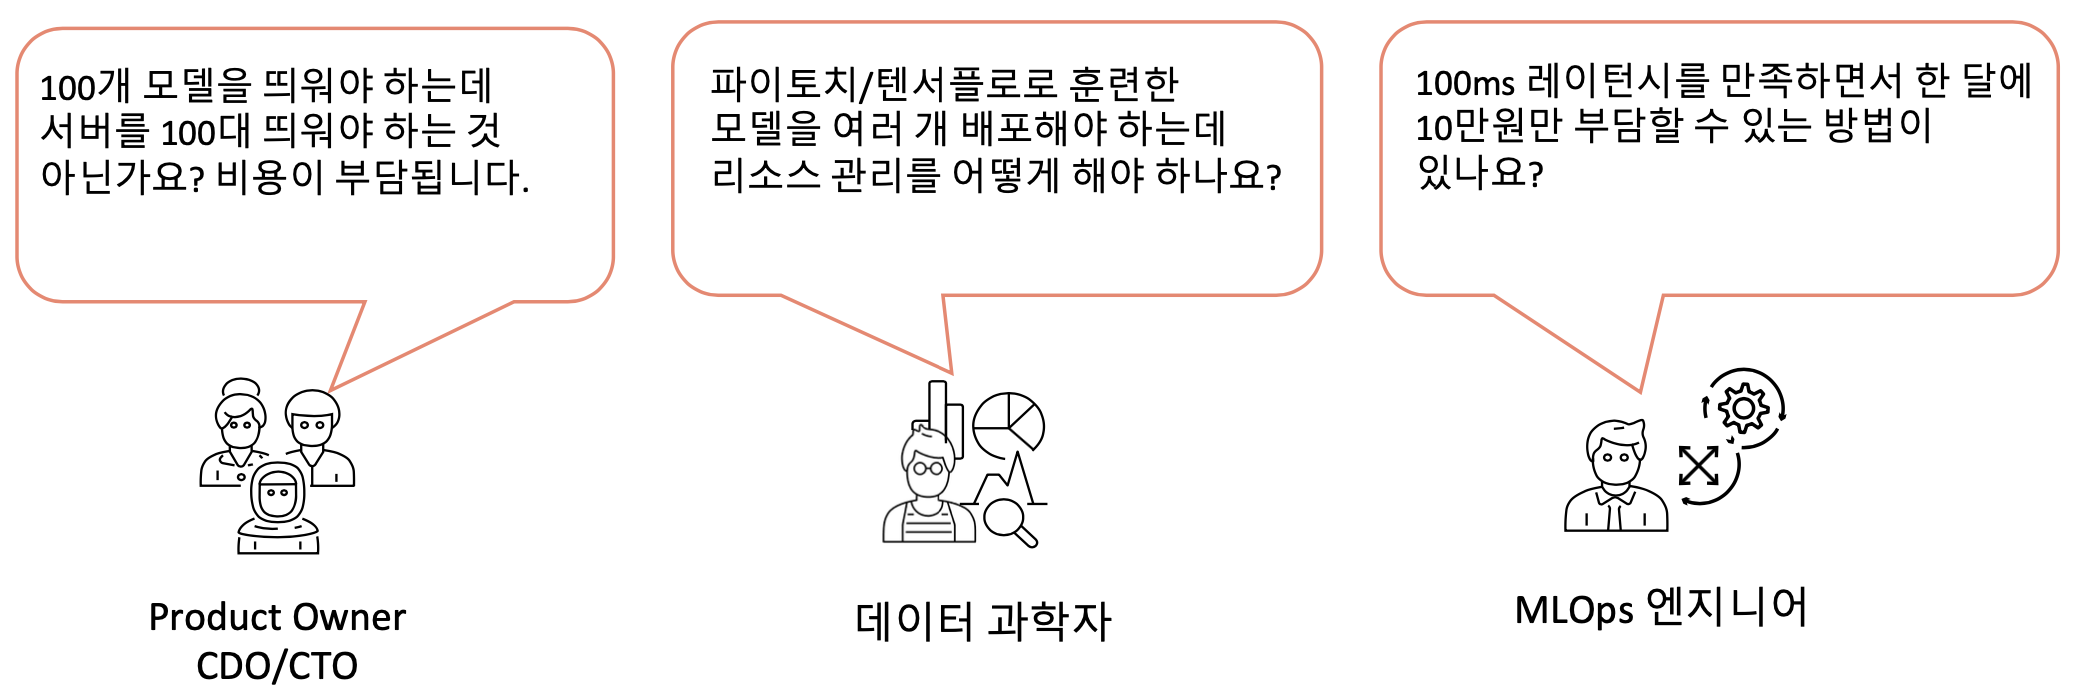 100개 모델을 띄워야 하는데
서버를 100대 띄워야 하는 것
아닌가요? 비용이 부담됩니다.
파이토치/텐서플로로 훈련한
모델을 여러 개 배포해야 하는데
리소스 관리를 어떻게 해야 하나요?
100ms 레이턴시를 만족하면서 한 달에
10만원만 부담할 수 있는 방법이
있나요?
Product Owner
CDO/CTO
데이터 과학자
MLOps 엔지니어